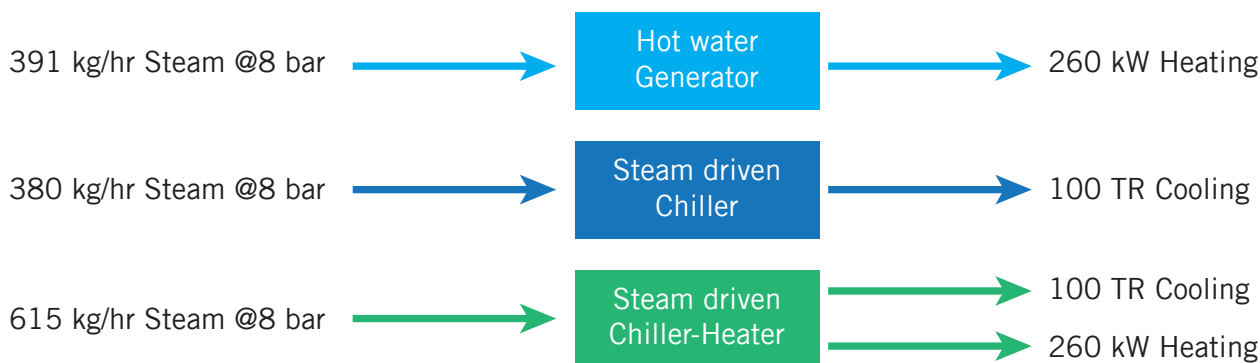 391 kg/hr Steam @8 bar
Hot water
Generator
260 kW Heating
380 kg/hr Steam @8 bar
Steam driven
Chiller
100 TR Cooling
615 kg/hr Steam @8 bar
Steam driven
Chiller-Heater
100 TR Cooling
260 kW Heating